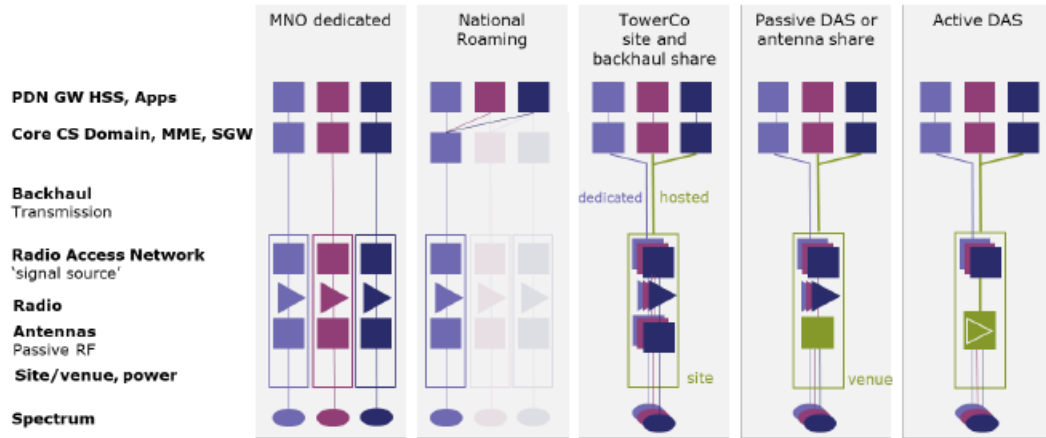 MNO dedicated
National
Roaming
TowerCo
site and
backhaul share
Passive DAS or
antenna share
Active DAS
PDN GW HSS, Apps
Core CS Domain, MME, SGW
Backhaul
Transmission
dedicated
hosted
Radio Access Network
‘signal source’
Radio
Antennas
Passive RF
Site/venue, power
site
venue
Spectrum